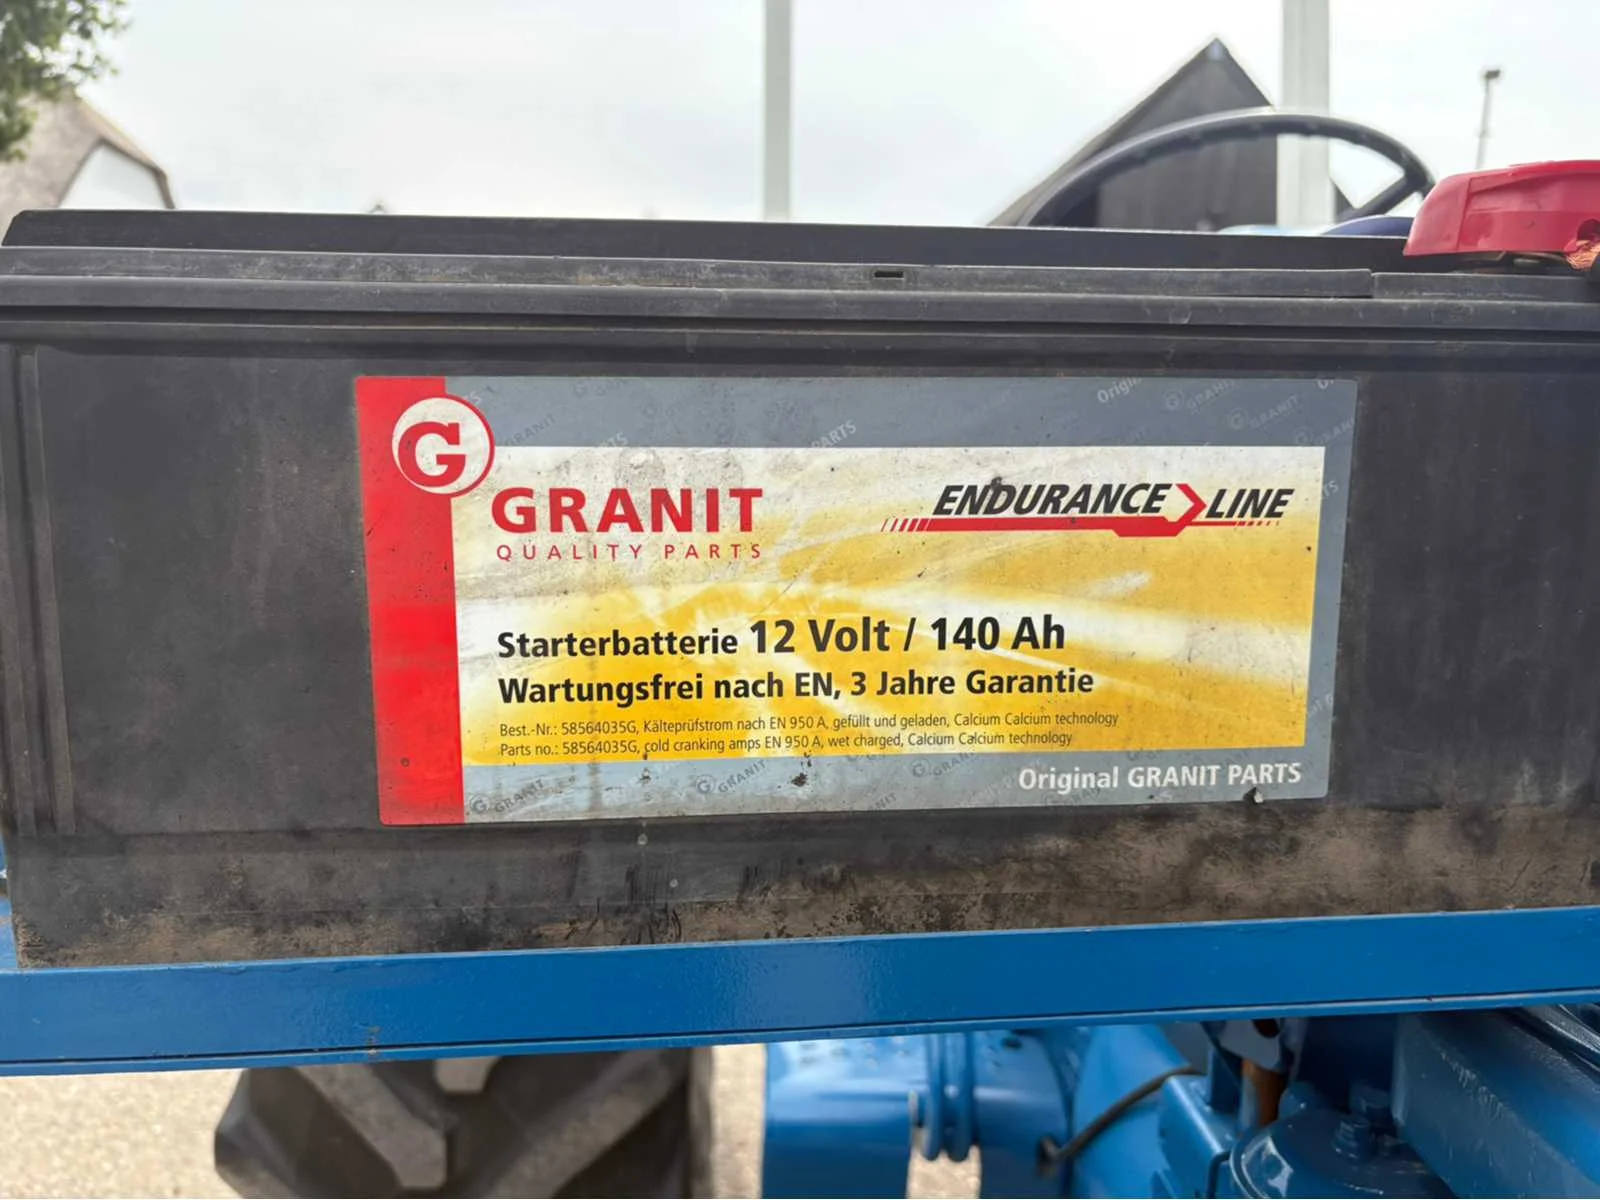 G
GRANIT
QUALITY PARTS
ENDURANCE LINE
Starterbatterie 12 Volt / 140 Ah
Wartungsfrei nach EN, 3 Jahre Garantie
Best.-Nr.: 58564035G, Kälteprüfstrom nach EN 950 A, gefüllt und geladen, Calcium Calcium technology
Parts no.: 58564035G, cold cranking amps EN 950 A, wet charged, Calcium Calcium technology
Original GRANIT PARTS